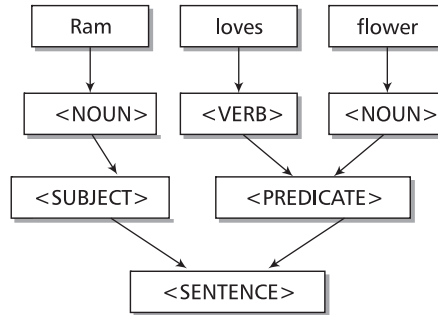 Ram loves flower
<NOUN> <VERB> <NOUN>
<SUBJECT> <PREDICATE>
<SENTENCE>